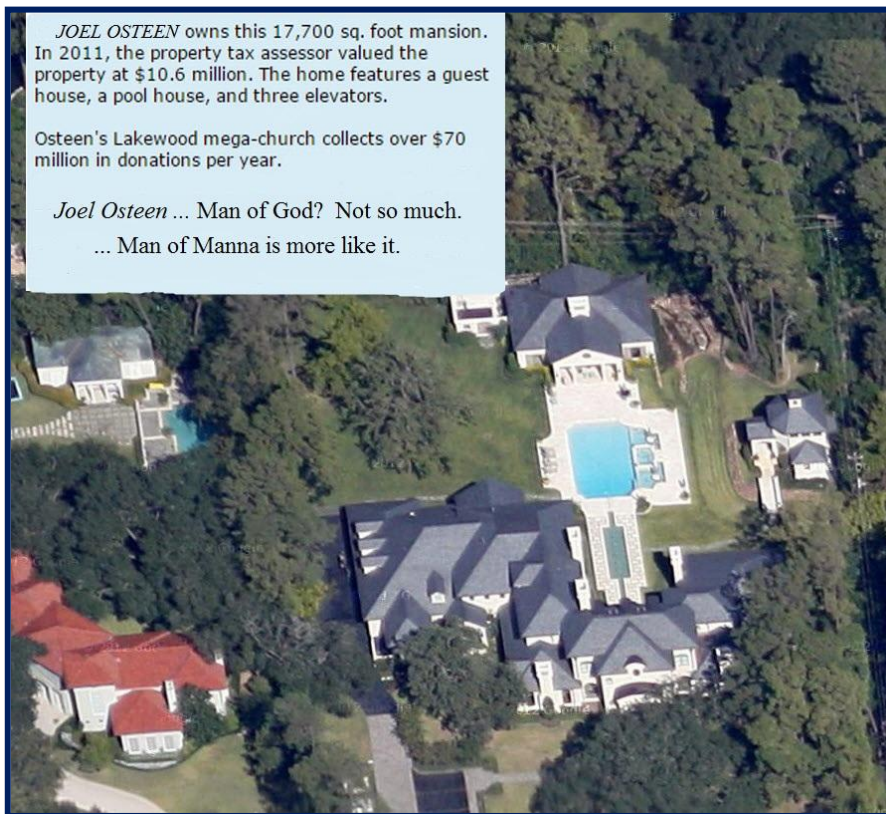 JOEL OSTEEN owns this 17,700 sq. foot mansion.
In 2011, the property tax assessor valued the
property at $10.6 million. The home features a guest
house, a pool house, and three elevators.
Osteen's Lakewood mega-church collects over $70
million in donations per year.
Joel Osteen ... Man of God?  Not so much.
... Man of Manna is more like it.